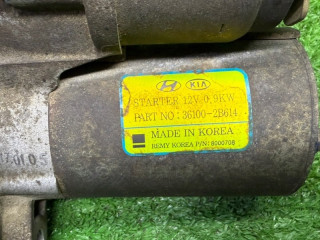 KIA
STARTER 12V 0.9KW
PART NO : 36100-2B614
MADE IN KOREA
REMY KOREA P/N : 8000708